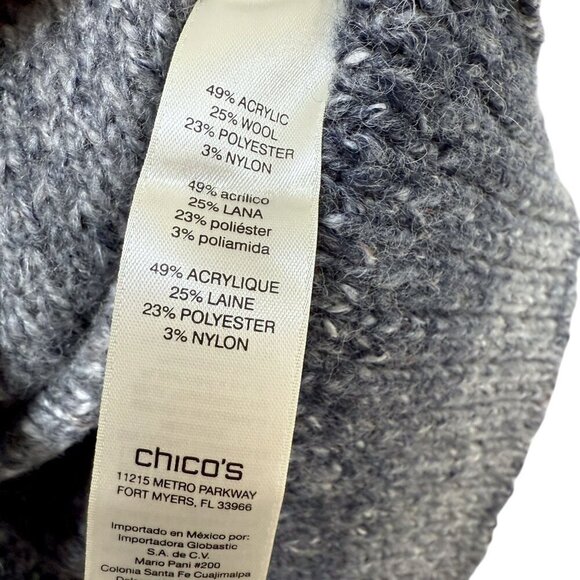 49% ACRYLIC
25% WOOL
23% POLYESTER
3% NYLON
49% acrílico
25% LANA
23% poliéster
3% poliamida
49% ACRYLIQUE
25% LAINE
23% POLYESTER
3% NYLON
chico's
11215 METRO PARKWAY
FORT MYERS, FL 33966
Importado en México por:
Importadora Globastic
S.A. de C.V.
Mario Pani #200
Colonia Santa Fe Cuajimalpa